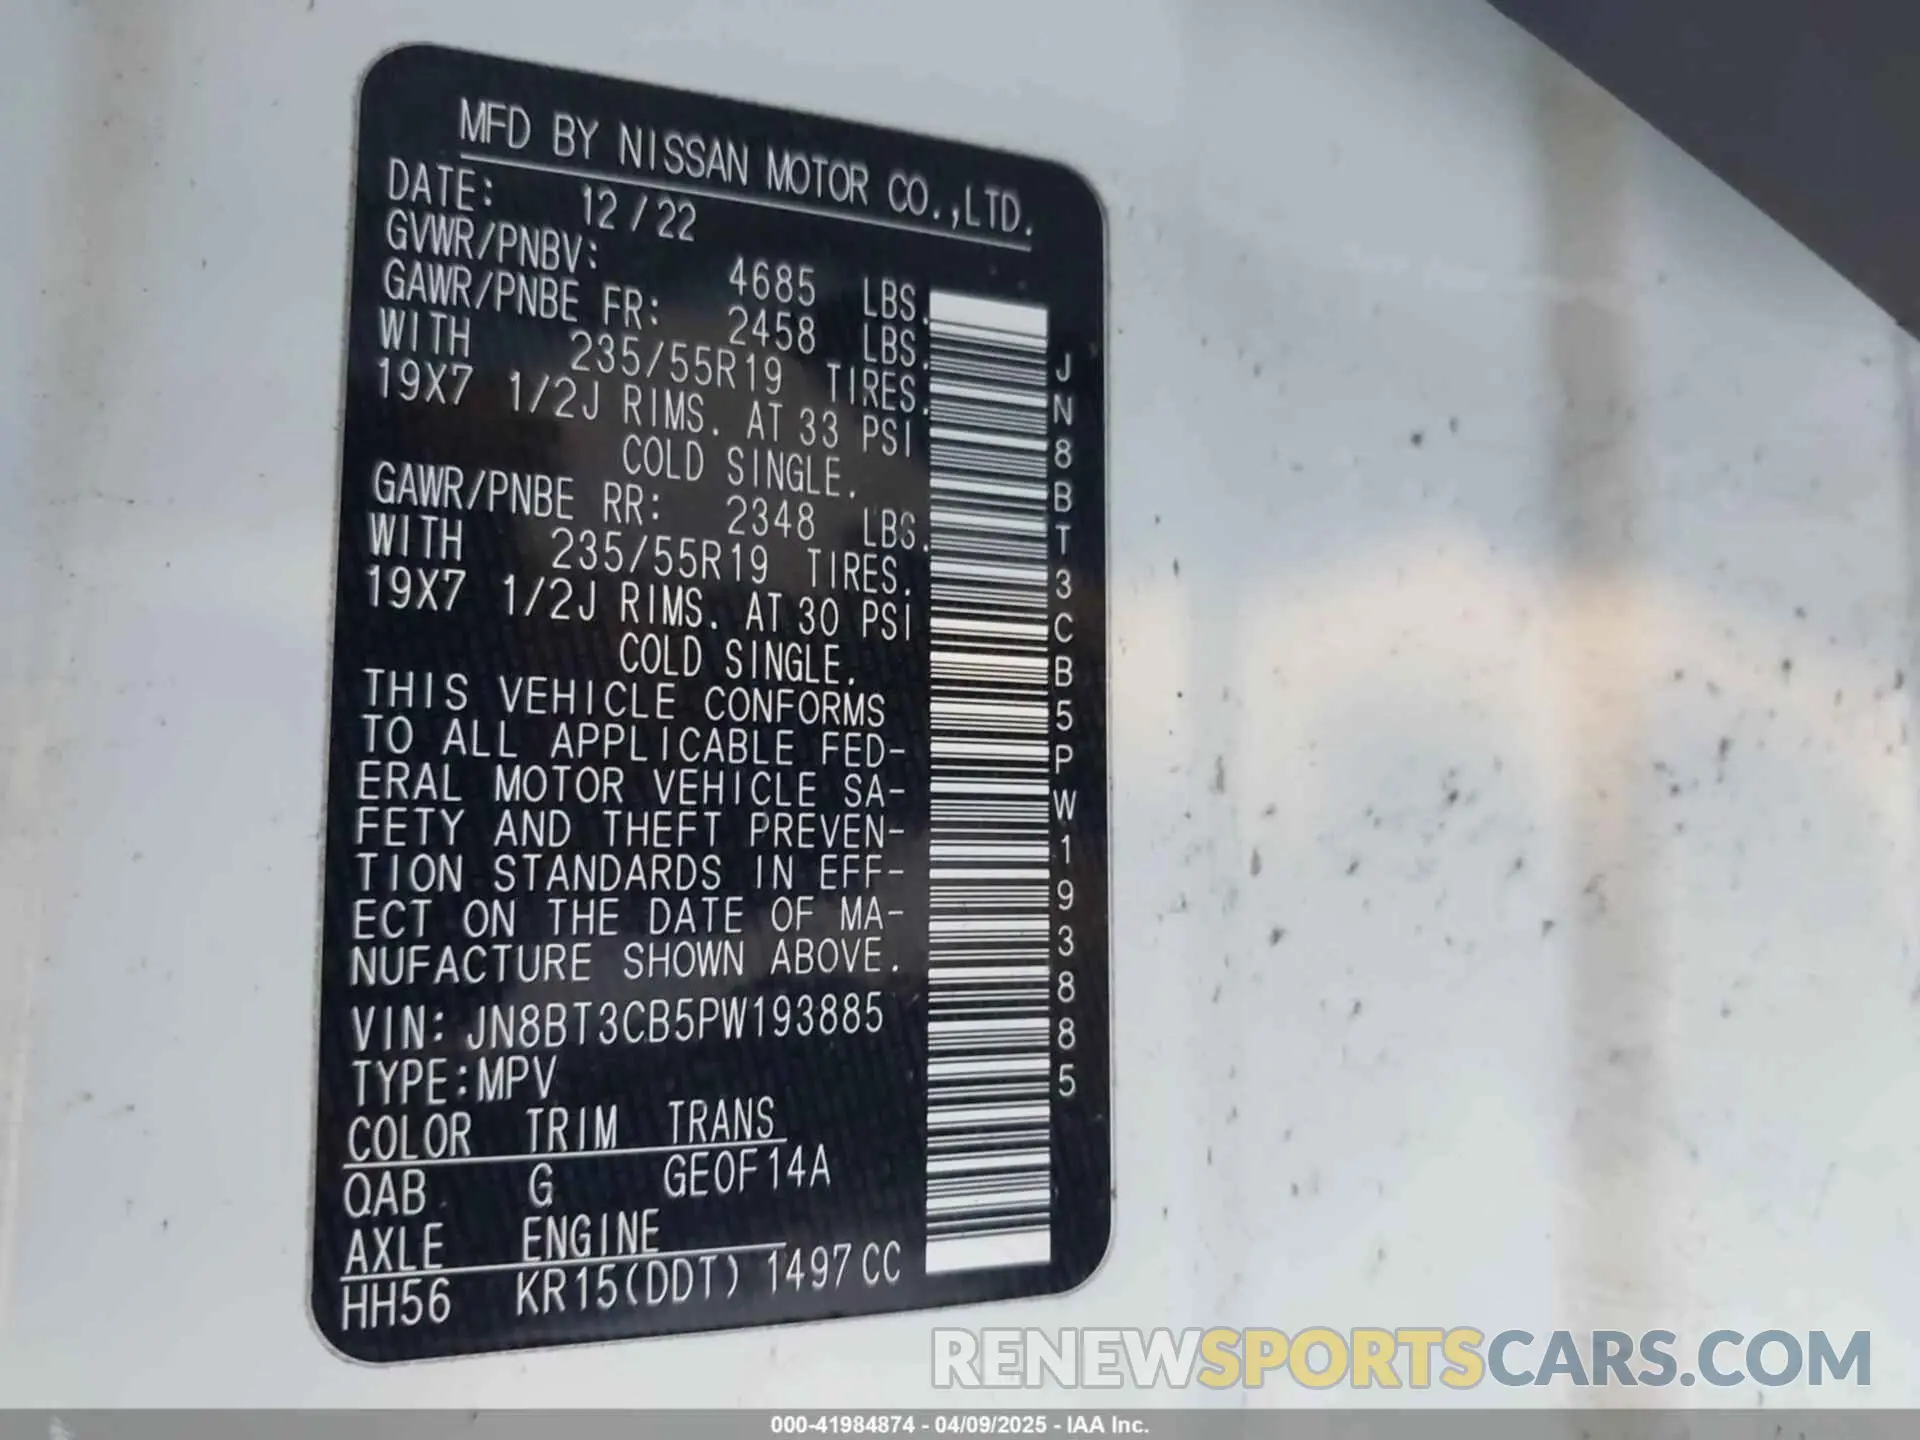 MFD BY NISSAN MOTOR CO.,LTD.
DATE: 12/22
GVWR/PNBV: 4685 LBS.
GAWR/PNBE FR: 2458 LBS.
WITH 235/55R19 TIRES.
19X7 1/2J RIMS. AT 33 PSI
COLD SINGLE.
GAWR/PNBE RR: 2348 LBS.
WITH 235/55R19 TIRES.
19X7 1/2J RIMS. AT 30 PSI
COLD SINGLE.
THIS VEHICLE CONFORMS
TO ALL APPLICABLE FED-
ERAL MOTOR VEHICLE SA-
FETY AND THEFT PREVEN-
TION STANDARDS IN EFF-
ECT ON THE DATE OF MA-
NUFACTURE SHOWN ABOVE.
VIN: JN8BT3CB5PW193885
TYPE:MPV
COLOR TRIM TRANS
QAB G GE0F14A
AXLE ENGINE
HH56 KR15(DDT) 1497CC
JN8BT3CB5PW193885
RENEWSPORTSCARS.COM
000-41984874 - 04/09/2025 - IAA Inc.